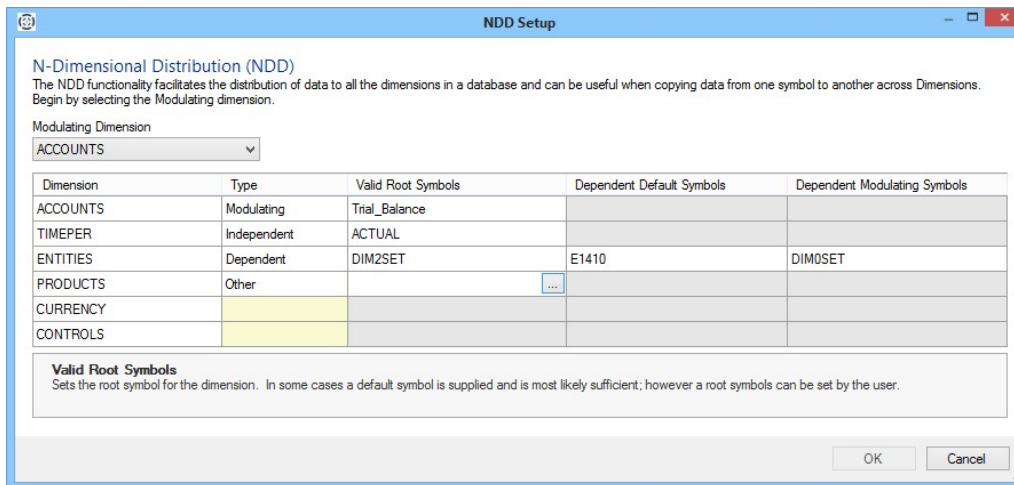 NDD Setup
N-Dimensional Distribution (NDD)
The NDD functionality facilitates the distribution of data to all the dimensions in a database and can be useful when copying data from one symbol to another across Dimensions.
Begin by selecting the Modulating dimension.
Modulating Dimension
ACCOUNTS
Dimension Type Valid Root Symbols Dependent Default Symbols Dependent Modulating Symbols
ACCOUNTS Modulating Trial_Balance
TIMEPER Independent ACTUAL
ENTITIES Dependent DIM2SET E1410 DIM0SET
PRODUCTS Other ...
CURRENCY
CONTROLS
Valid Root Symbols
Sets the root symbol for the dimension. In some cases a default symbol is supplied and is most likely sufficient; however a root symbols can be set by the user.
OK Cancel